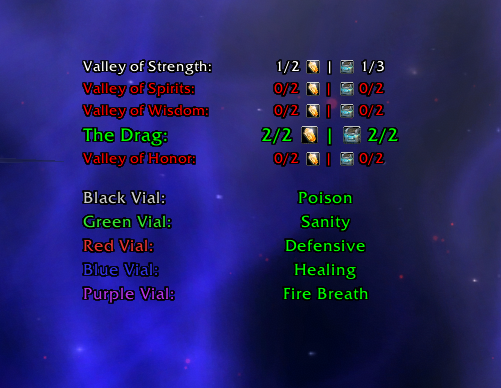 Valley of Strength: 1/2 | 1/3
Valley of Spirits: 0/2 | 0/2
Valley of Wisdom: 0/2 | 0/2
The Drag: 2/2 | 2/2
Valley of Honor: 0/2 | 0/2
Black Vial: Poison
Green Vial: Sanity
Red Vial: Defensive
Blue Vial: Healing
Purple Vial: Fire Breath